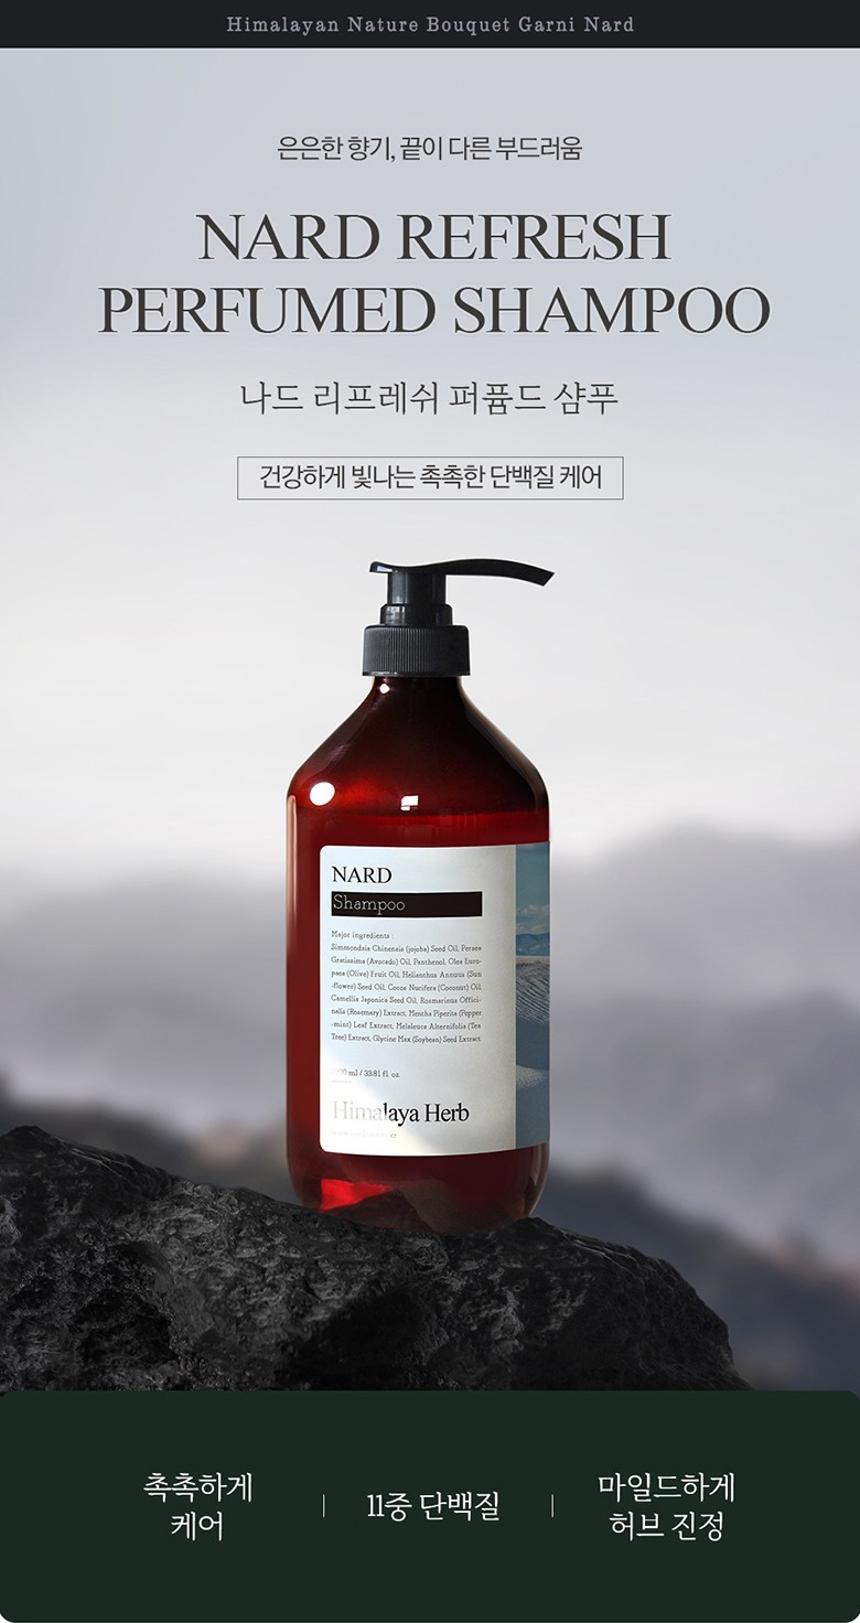 Himalayan Nature Bouquet Garni Nard
은은한 향기, 끝이 다른 부드러움
NARD REFRESH
PERFUMED SHAMPOO
나드 리프레쉬 퍼퓸드 샴푸
건강하게 빛나는 촉촉한 단백질 케어
NARD
Shampoo
Major ingredients :
Simmondsia Chinensis (jojoba) Seed Oil, Persea
Gratissima (Avocado) Oil, Panthenol, Olea Euro-
paea (Olive) Fruit Oil, Helianthus Annuus (Sun
-flower) Seed Oil, Cocos Nucifera (Coconut) Oil,
Camellia Japonica Seed Oil, Rosmarinus Offici-
nalis (Rosemary) Extract, Mentha Piperita (Pepper
-mint) Leaf Extract, Melaleuca Alternifolia (Tea
Tree) Extract, Glycine Max (Soybean) Seed Extract
ml / 33.81 fl. oz.
Himalaya Herb
촉촉하게
케어
11중 단백질
마일드하게
허브 진정